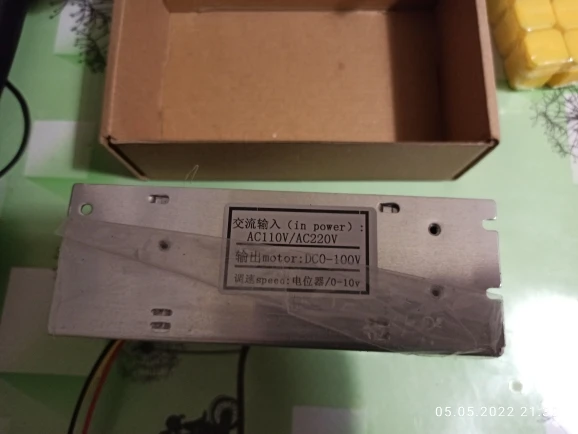 交流输入（in power）:
AC110V/AC220V
输出motor:DC0-100V
调速speed:电位器/0-10v
05.05.2022